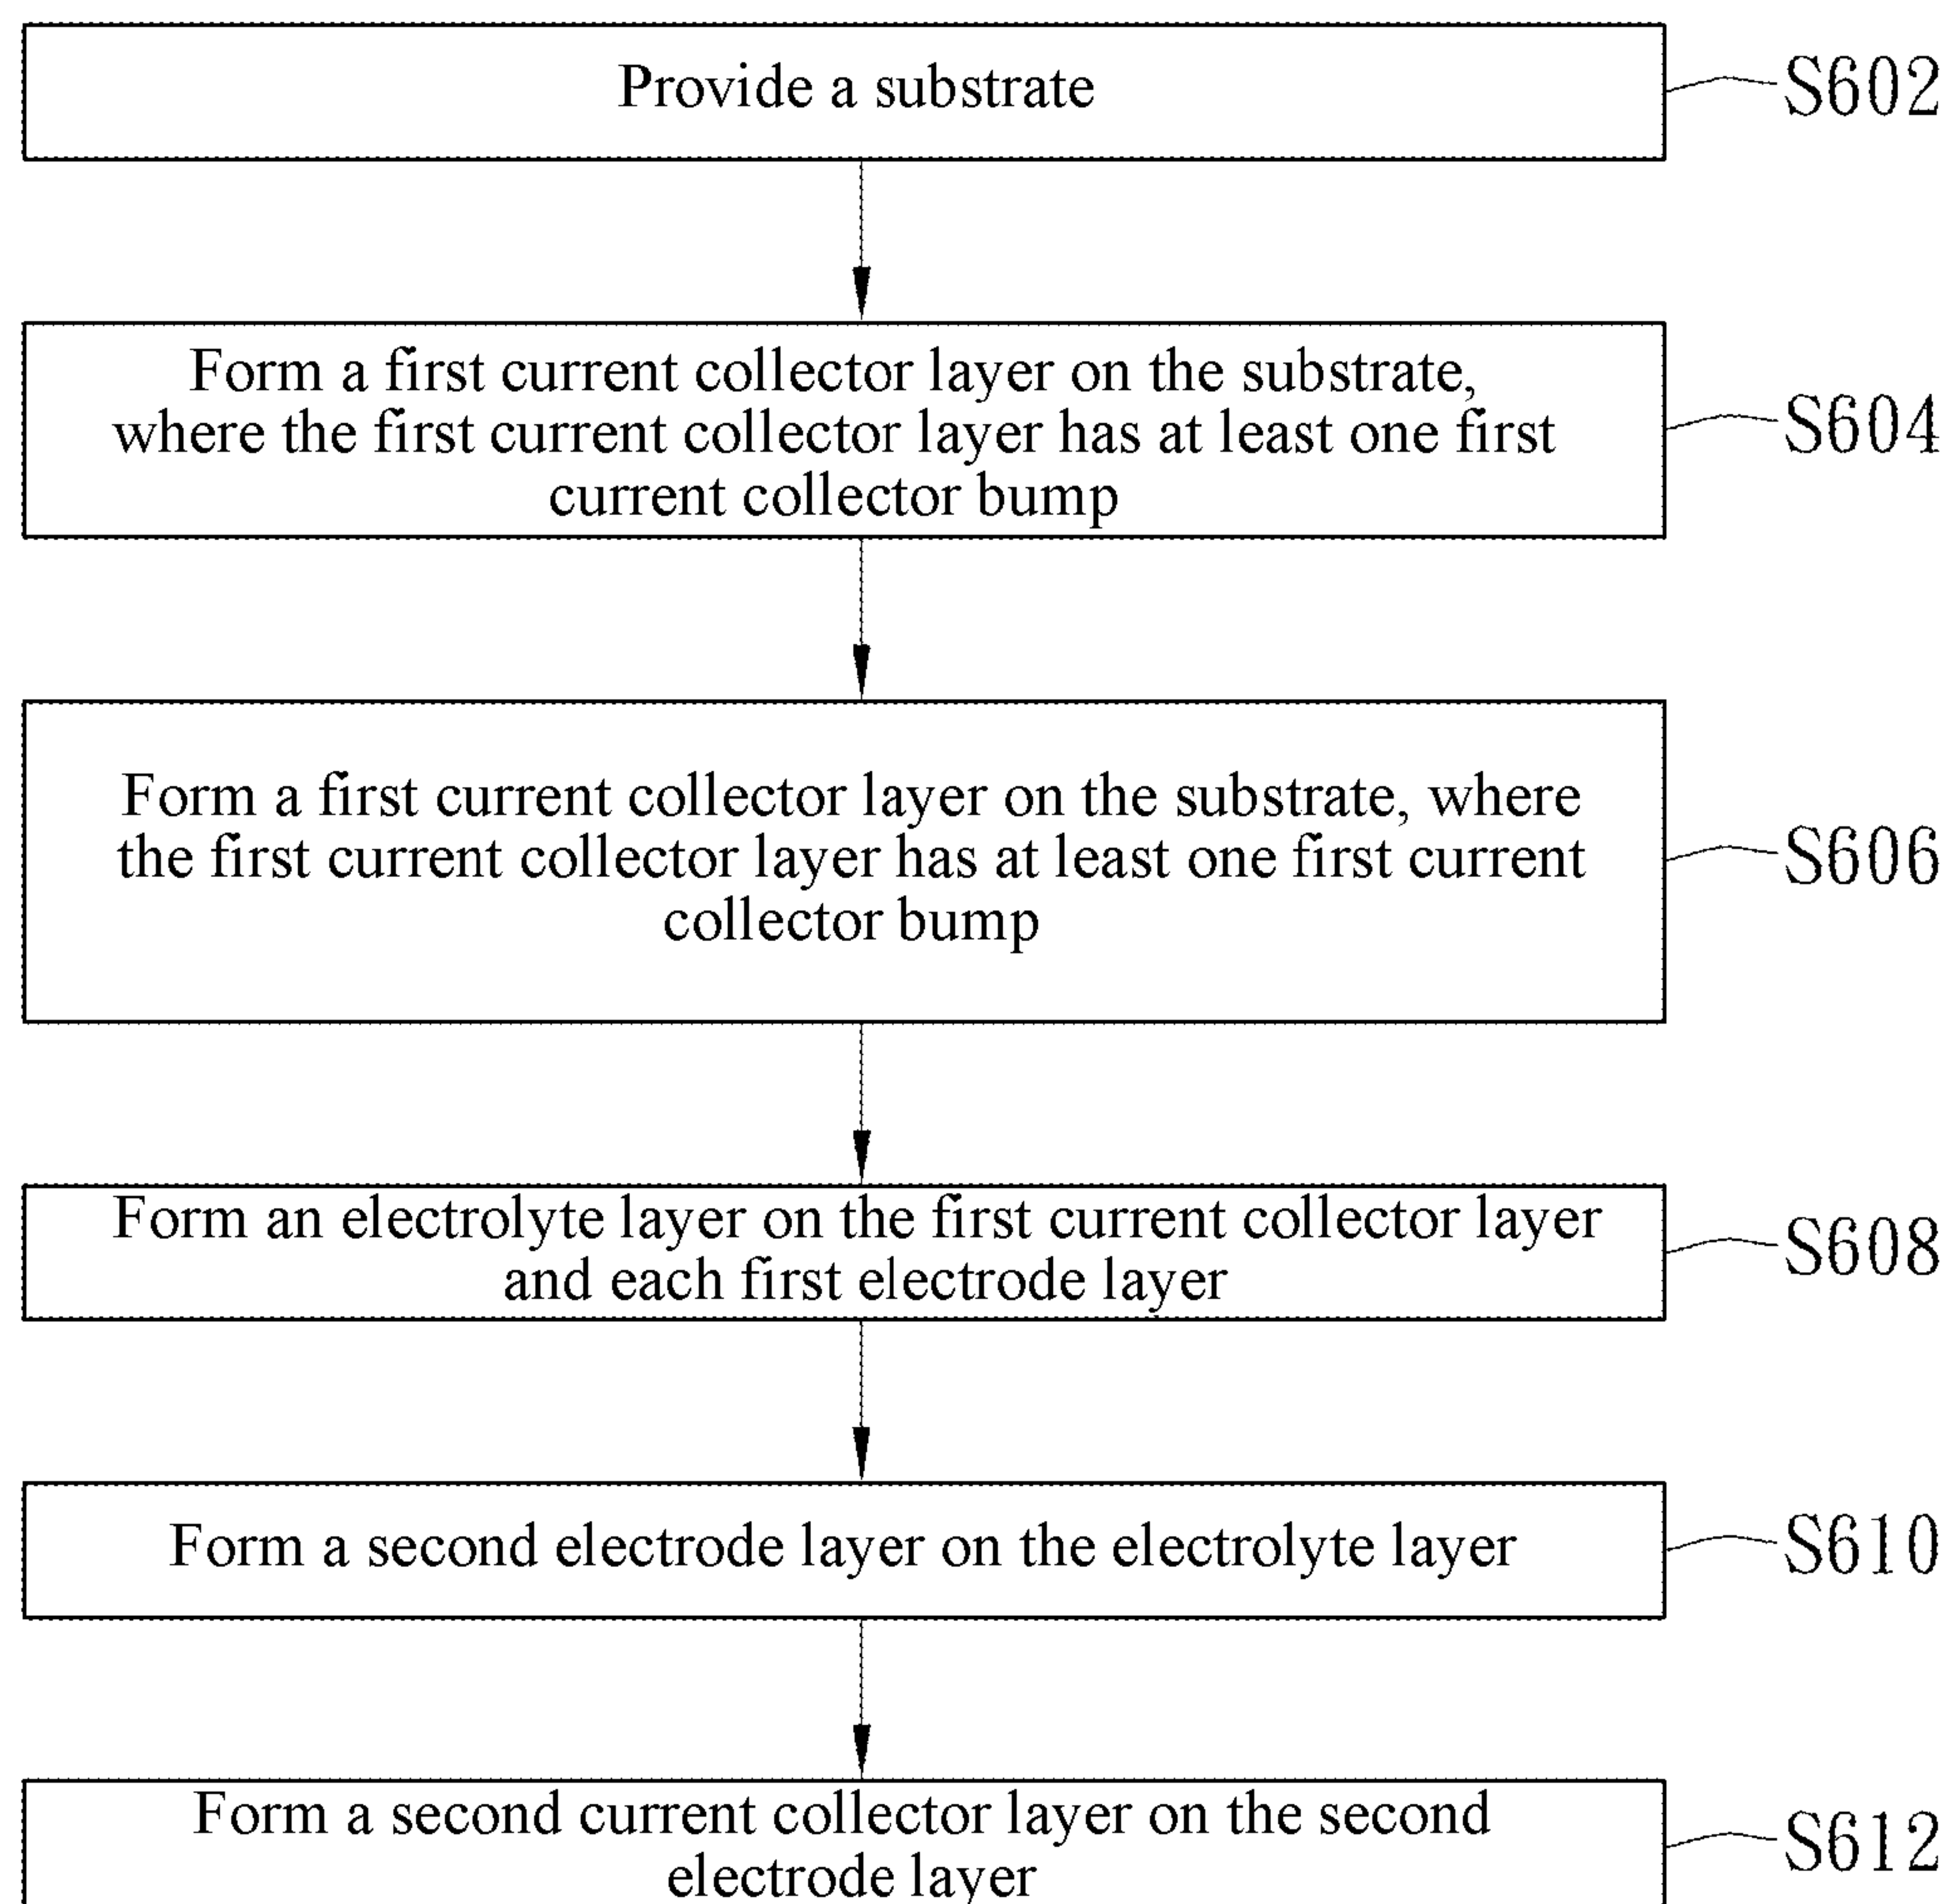 Provide a substrate
S602
Form a first current collector layer on the substrate,
where the first current collector layer has at least one first
current collector bump
S604
Form a first current collector layer on the substrate, where
the first current collector layer has at least one first current
collector bump
S606
Form an electrolyte layer on the first current collector layer
and each first electrode layer
S608
Form a second electrode layer on the electrolyte layer
S610
Form a second current collector layer on the second
electrode layer
S612